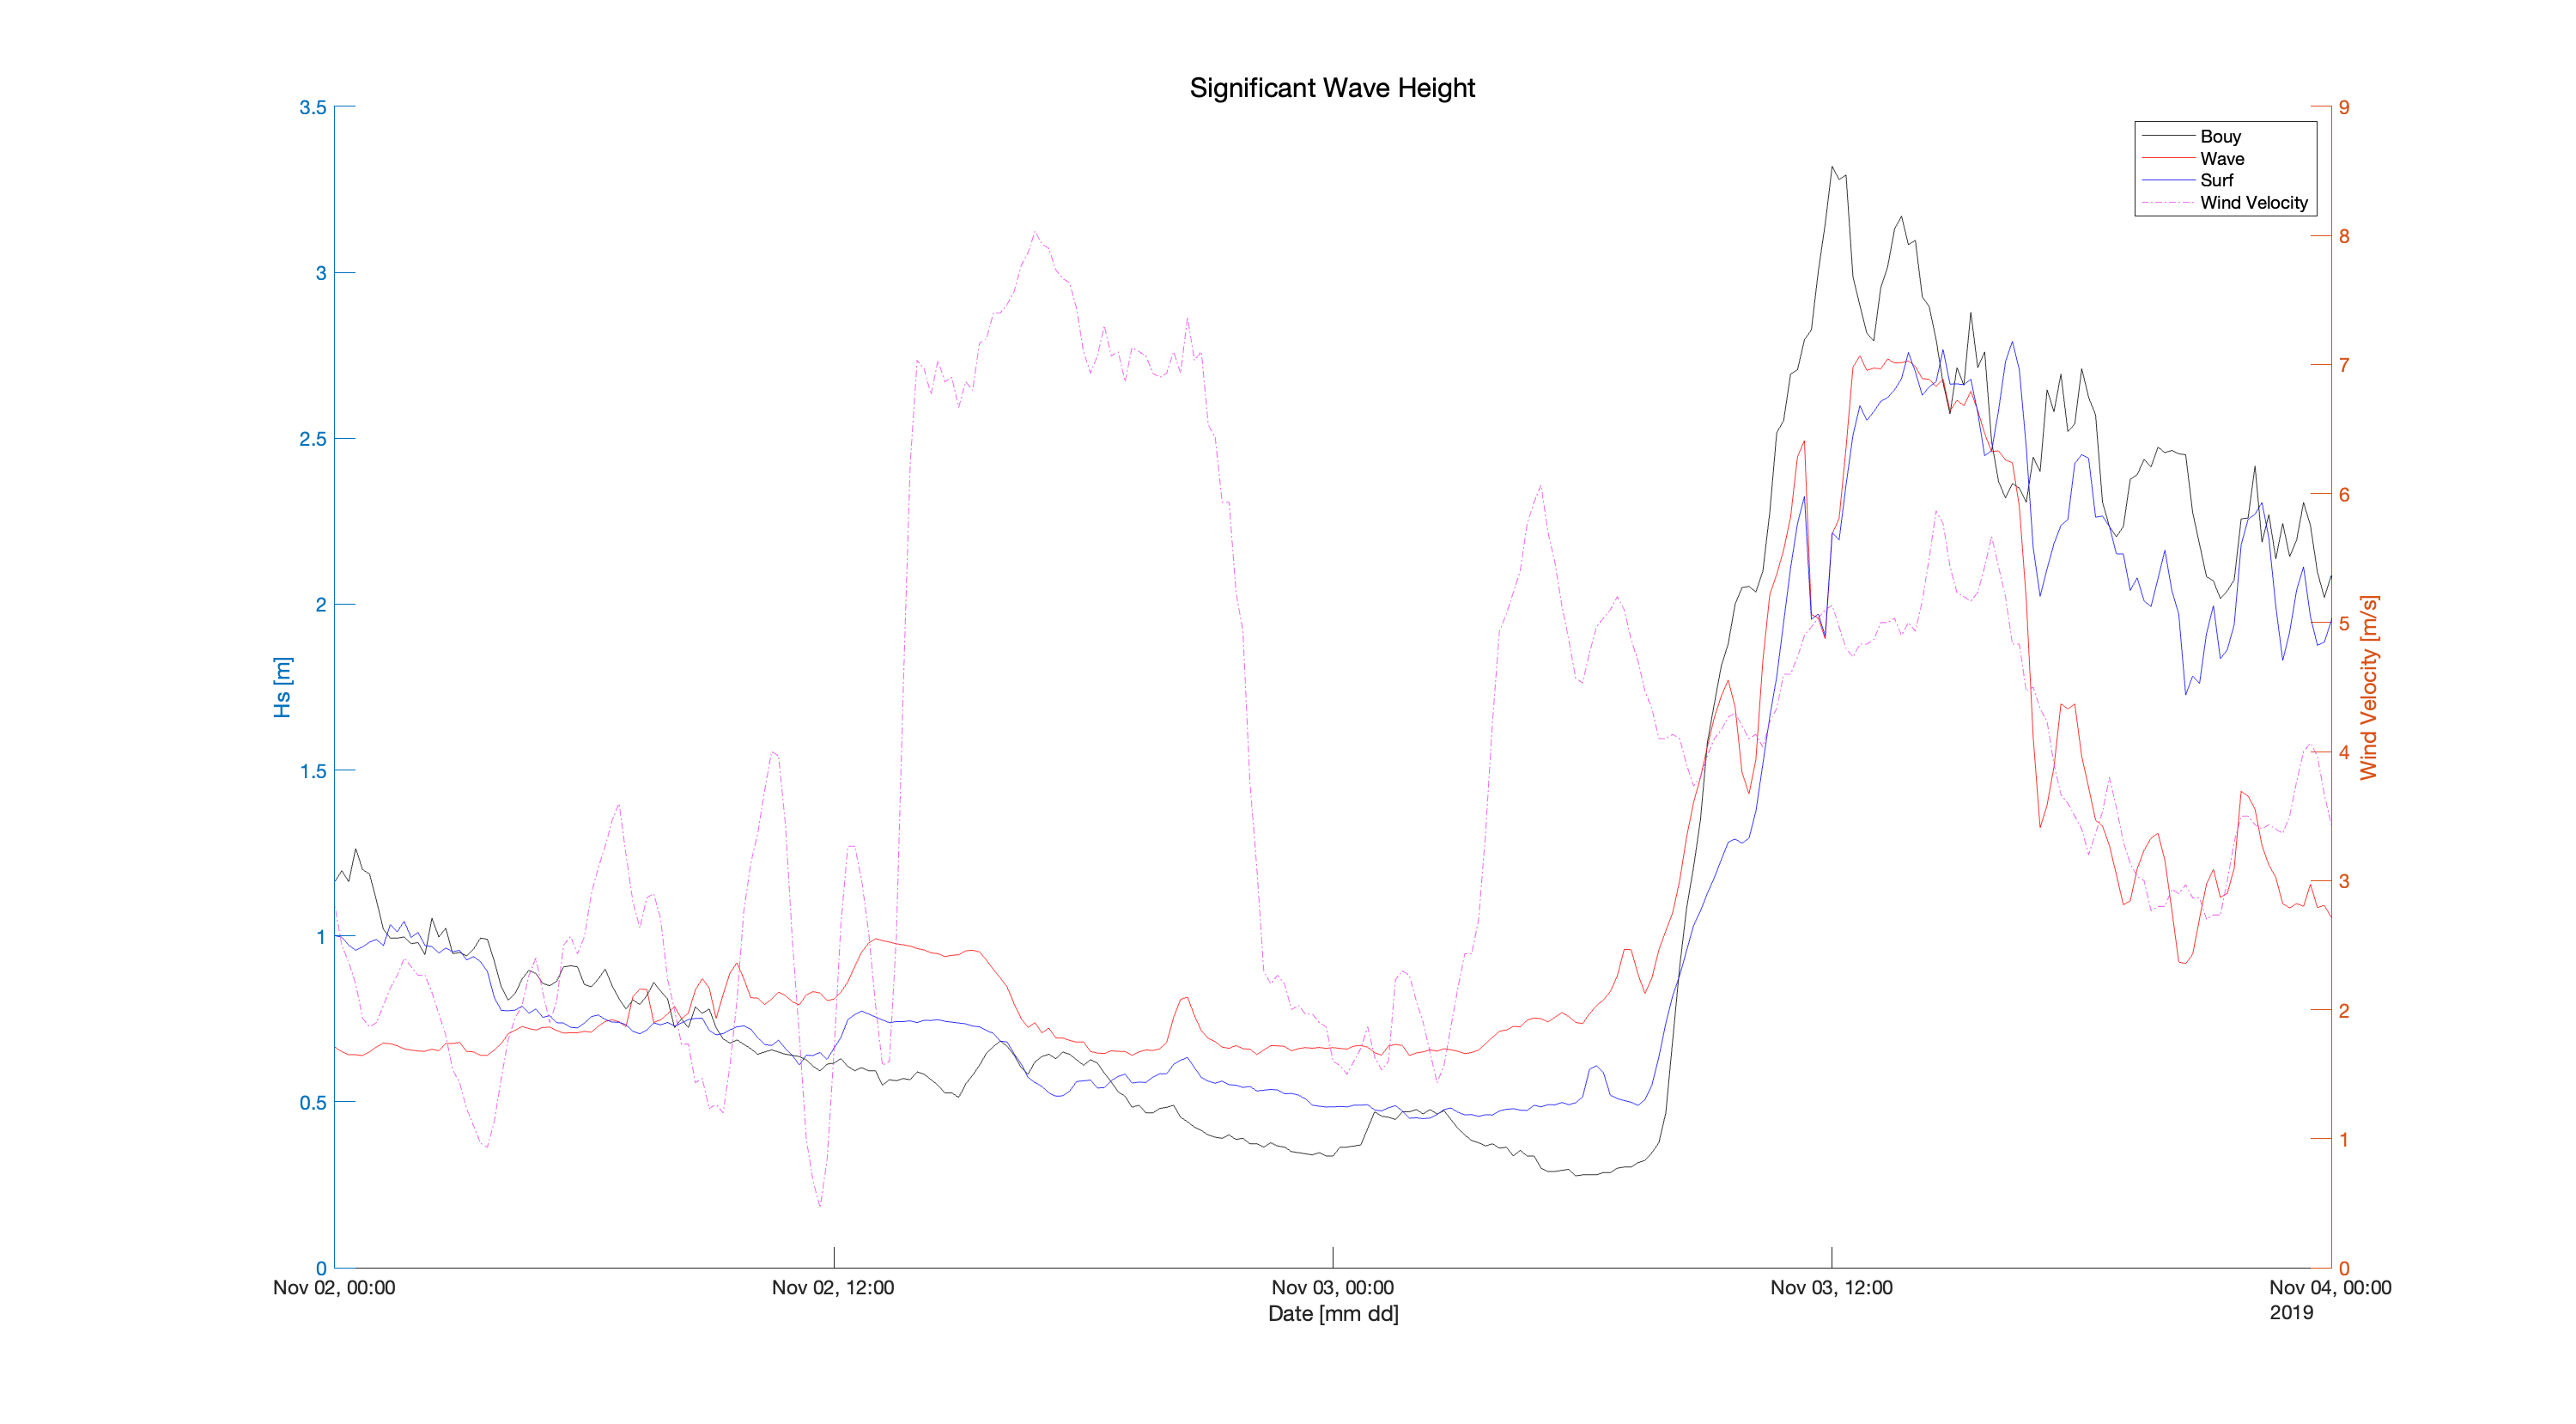 Significant Wave Height
3.5
3
2.5
2
1.5
1
0.5
0
Hs [m]
9
8
7
6
5
4
3
2
1
0
Wind Velocity [m/s]
Bouy
Wave
Surf
Wind Velocity
Nov 02, 00:00
Nov 02, 12:00
Nov 03, 00:00
Nov 03, 12:00
Nov 04, 00:00
2019
Date [mm dd]